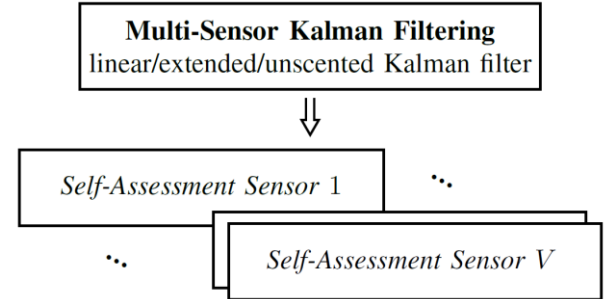 Multi-Sensor Kalman Filtering
linear/extended/unscented Kalman filter
Self-Assessment Sensor 1
Self-Assessment Sensor V